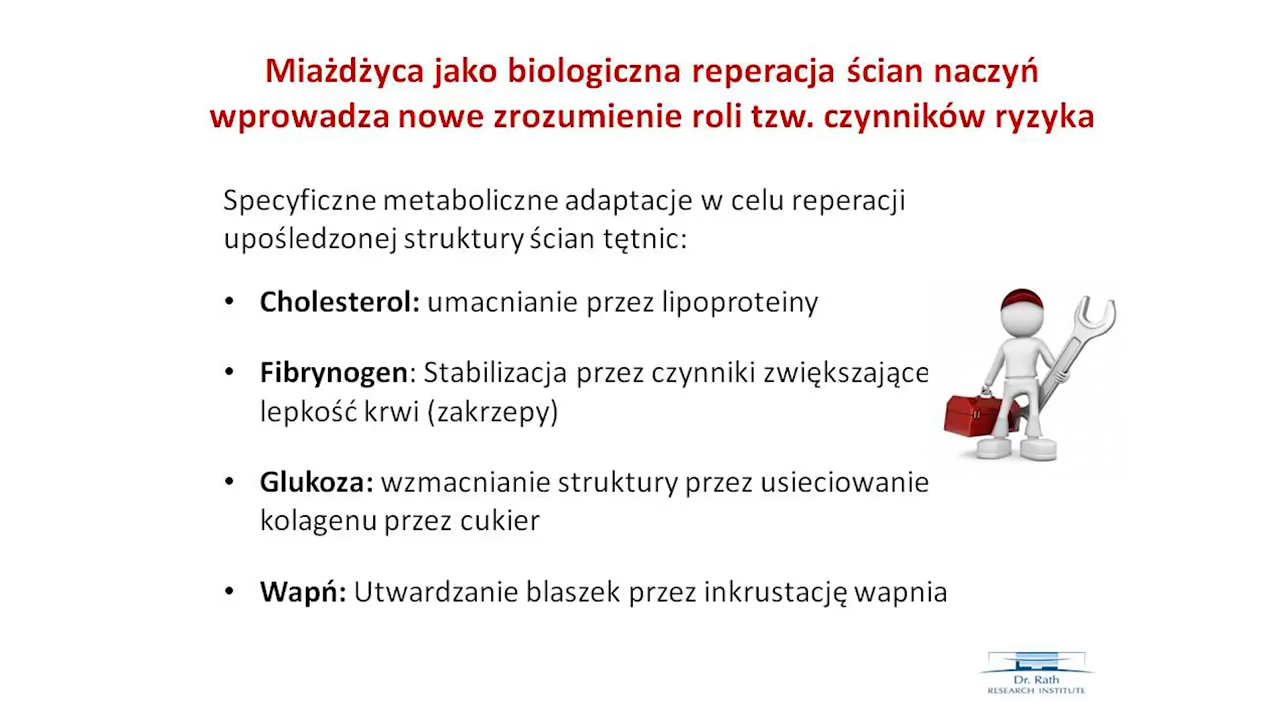 Miażdżyca jako biologiczna reperacja ścian naczyń
wprowadza nowe zrozumienie roli tzw. czynników ryzyka
Specyficzne metaboliczne adaptacje w celu reperacji
upośledzonej struktury ścian tętnic:
• Cholesterol: umacnianie przez lipoproteiny
• Fibrynogen: Stabilizacja przez czynniki zwiększające
lepkość krwi (zakrzepy)
• Glukoza: wzmacnianie struktury przez usieciowanie
kolagenu przez cukier
• Wapń: Utwardzanie blaszek przez inkrustację wapnia
Dr. Rath
RESEARCH INSTITUTE